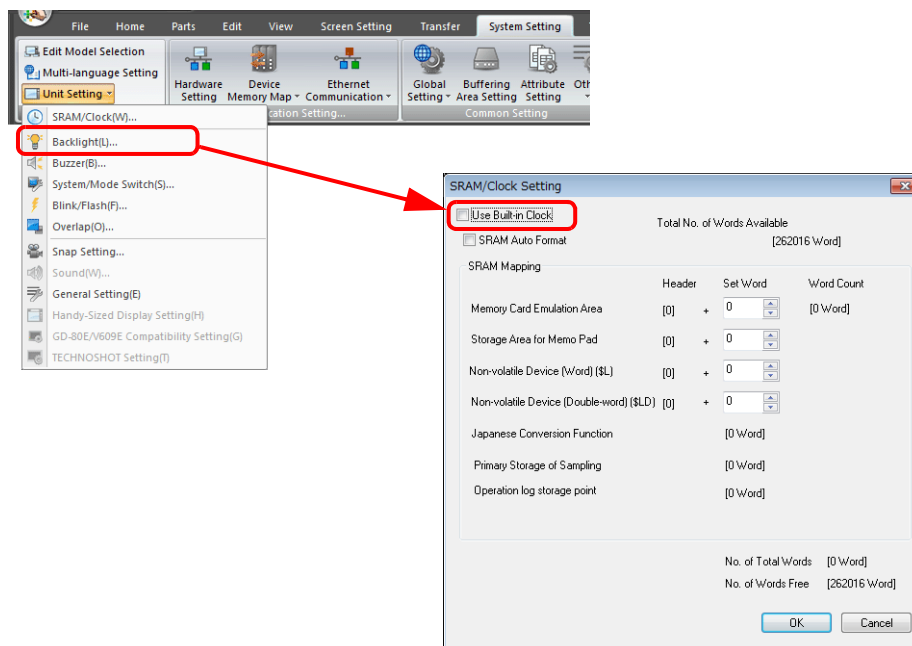 File Home Parts Edit View Screen Setting Transfer System Setting
Edit Model Selection
Multi-language Setting
Unit Setting
Hardware Setting
Device Memory Map
Ethernet Communication
Global Setting
Buffering Area Setting
Attribute Setting
ication Setting...
Common Setting
SRAM/Clock(W)...
Backlight(L)...
Buzzer(B)...
System/Mode Switch(S)...
Blink/Flash(F)...
Overlap(O)...
Snap Setting...
Sound(W)...
General Setting(E)
Handy-Sized Display Setting(H)
GD-80E/V609E Compatibility Setting(G)
TECHNOSHOT Setting(T)
SRAM/Clock Setting
Use Built-in Clock
Total No. of Words Available
SRAM Auto Format [262016 Word]
SRAM Mapping
Header Set Word Word Count
Memory Card Emulation Area [0] + 0 [0 Word]
Storage Area for Memo Pad [0] + 0
Non-volatile Device (Word) ($L) [0] + 0
Non-volatile Device (Double-word) ($LD) [0] + 0
Japanese Conversion Function [0 Word]
Primary Storage of Sampling [0 Word]
Operation log storage point [0 Word]
No. of Total Words [0 Word]
No. of Words Free [262016 Word]
OK Cancel